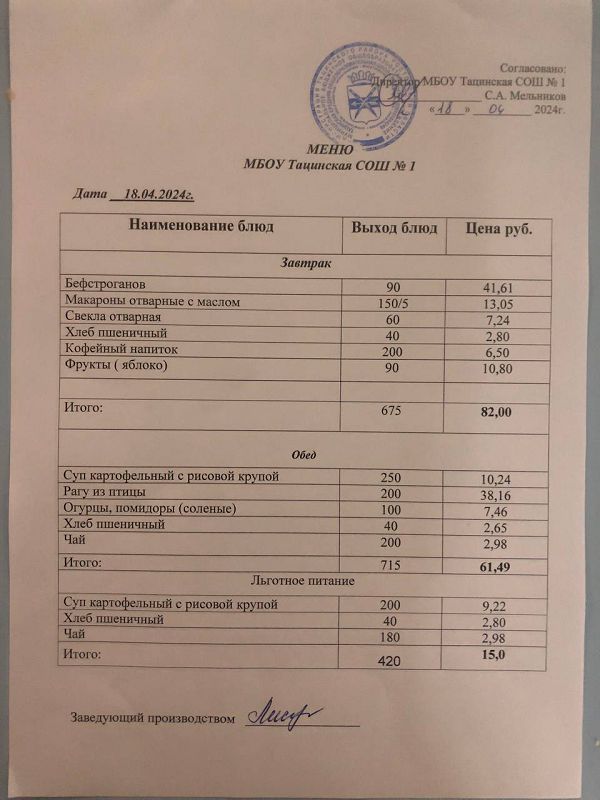 Согласовано:
Директор МБОУ Тацинская СОШ № 1
С.А. Мельников
« 18 » 04 2024г.
МЕНЮ
МБОУ Тацинская СОШ № 1
Дата 18.04.2024г.
Наименование блюд Выход блюд Цена руб.
Завтрак
Бефстроганов 90 41,61
Макароны отварные с маслом 150/5 13,05
Свекла отварная 60 7,24
Хлеб пшеничный 40 2,80
Кофейный напиток 200 6,50
Фрукты ( яблоко) 90 10,80
Итого: 675 82,00
Обед
Суп картофельный с рисовой крупой 250 10,24
Рагу из птицы 200 38,16
Огурцы, помидоры (соленые) 100 7,46
Хлеб пшеничный 40 2,65
Чай 200 2,98
Итого: 715 61,49
Льготное питание
Суп картофельный с рисовой крупой 200 9,22
Хлеб пшеничный 40 2,80
Чай 180 2,98
Итого: 420 15,0
Заведующий производством